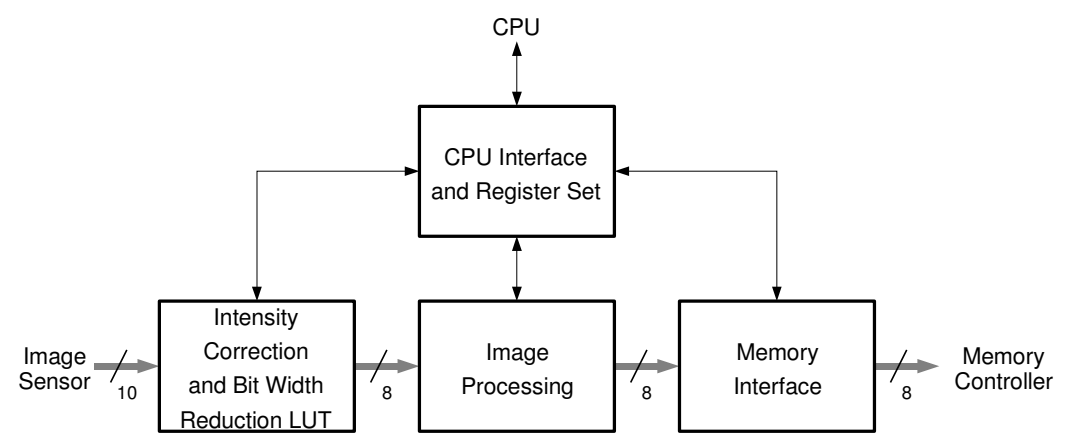 CPU
CPU Interface
and Register Set
Image
Sensor
10
Intensity
Correction
and Bit Width
Reduction LUT
8
Image
Processing
8
Memory
Interface
8
Memory
Controller